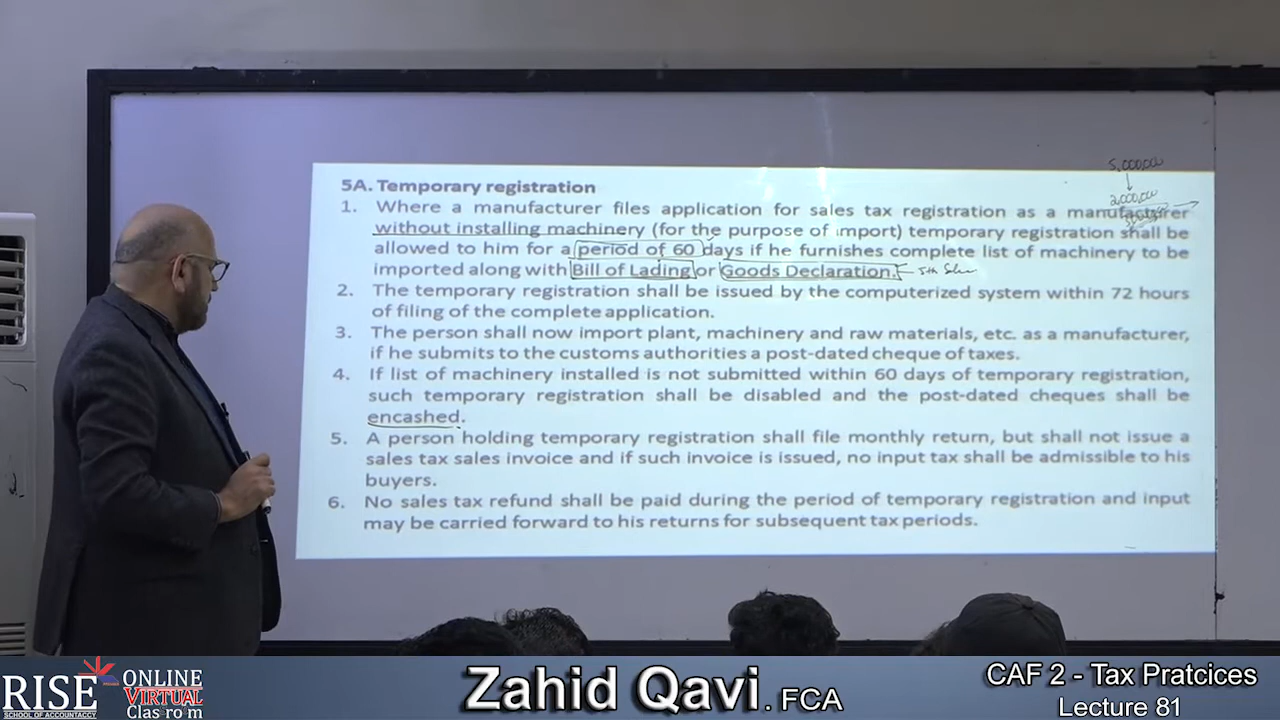 5,000,000
2,000,000
5A. Temporary registration
1. Where a manufacturer files application for sales tax registration as a manufacturer
without installing machinery (for the purpose of import) temporary registration shall be
allowed to him for a period of 60 days if he furnishes complete list of machinery to be
imported along with Bill of Lading or Goods Declaration.
2. The temporary registration shall be issued by the computerized system within 72 hours
of filing of the complete application.
3. The person shall now import plant, machinery and raw materials, etc. as a manufacturer,
if he submits to the customs authorities a post-dated cheque of taxes.
4. If list of machinery installed is not submitted within 60 days of temporary registration,
such temporary registration shall be disabled and the post-dated cheques shall be
encashed.
5. A person holding temporary registration shall file monthly return, but shall not issue a
sales tax sales invoice and if such invoice is issued, no input tax shall be admissible to his
buyers.
6. No sales tax refund shall be paid during the period of temporary registration and input
may be carried forward to his returns for subsequent tax periods.
RISE
SCHOOL OF ACCOUNTACCY
ONLINE
VIRTUAL
Clasrom
Zahid Qavi. FCA
CAF 2 - Tax Pratcices
Lecture 81